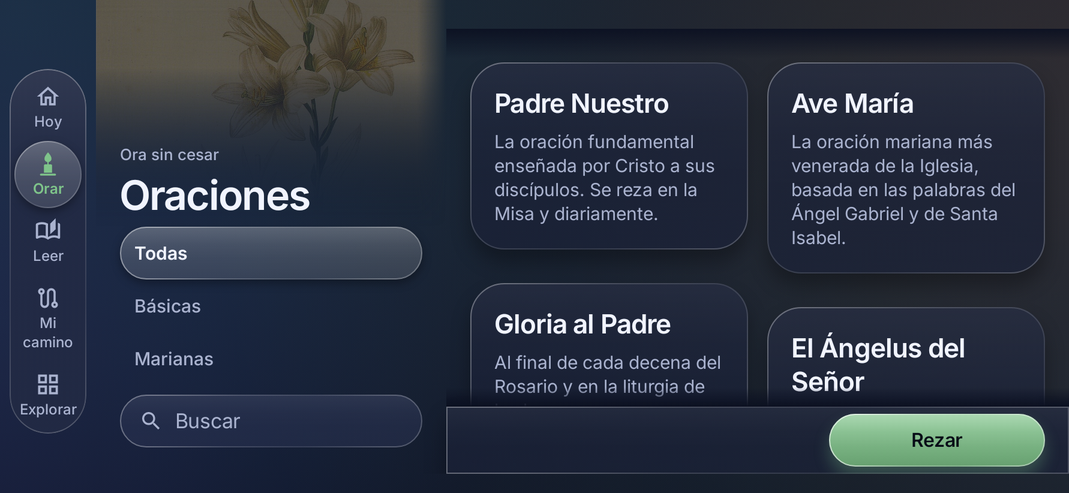 Hoy
Orar
Leer
Mi
camino
Explorar
Ora sin cesar
Oraciones
Todas
Básicas
Marianas
Buscar
Padre Nuestro
La oración fundamental
enseñada por Cristo a sus
discípulos. Se reza en la
Misa y diariamente.
Ave María
La oración mariana más
venerada de la Iglesia,
basada en las palabras del
Ángel Gabriel y de Santa
Isabel.
Gloria al Padre
Al final de cada decena del
Rosario y en la liturgia de
El Ángelus del
Señor
Rezar